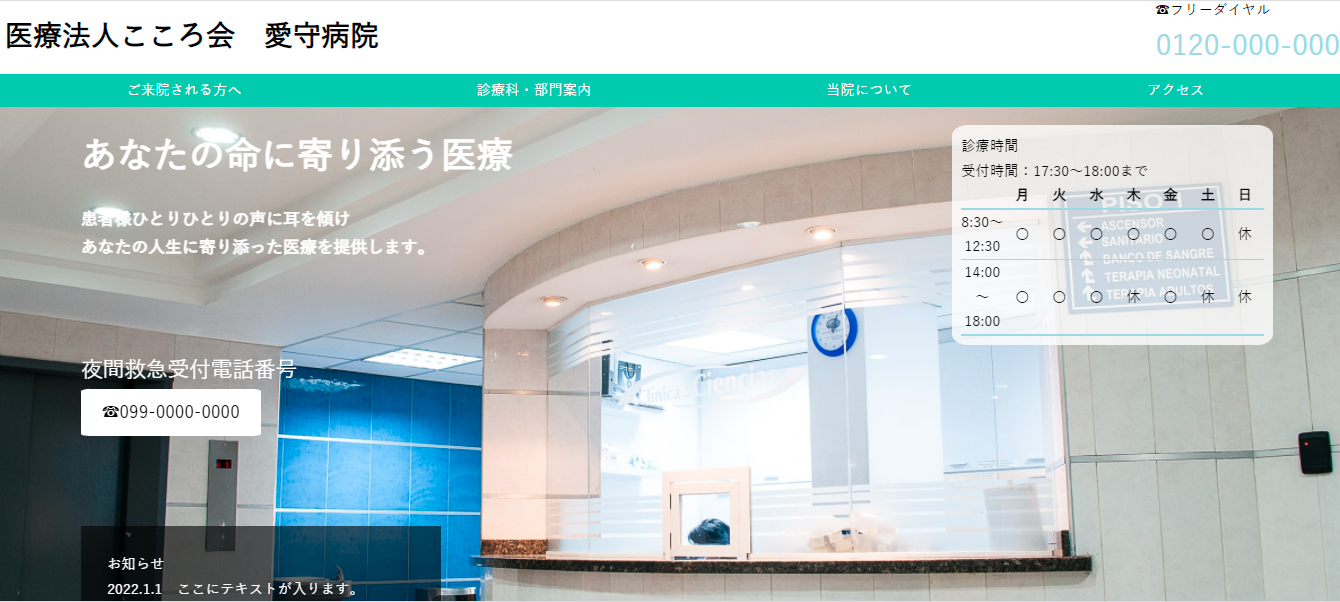 医療法人こころ会　愛守病院
☎フリーダイヤル
0120-000-000
ご来院される方へ
診療科・部門案内
当院について
アクセス
あなたの命に寄り添う医療
患者様ひとりひとりの声に耳を傾け
あなたの人生に寄り添った医療を提供します。
夜間救急受付電話番号
☎099-0000-0000
診療時間
受付時間：17:30～18:00まで
月 火 水 木 金 土 日
8:30～
12:30 ○ ○ ○ ○ ○ ○ 休
14:00
～ ○ ○ ○ 休 ○ 休 休
18:00
PISO 1
ASCENSOR
SANITARIO
BANCO DE SANGRE
TERAPIA NEONATAL
TERAPIA ADULTOS
Clínica Ciencias
お知らせ
2022.1.1　ここにテキストが入ります。